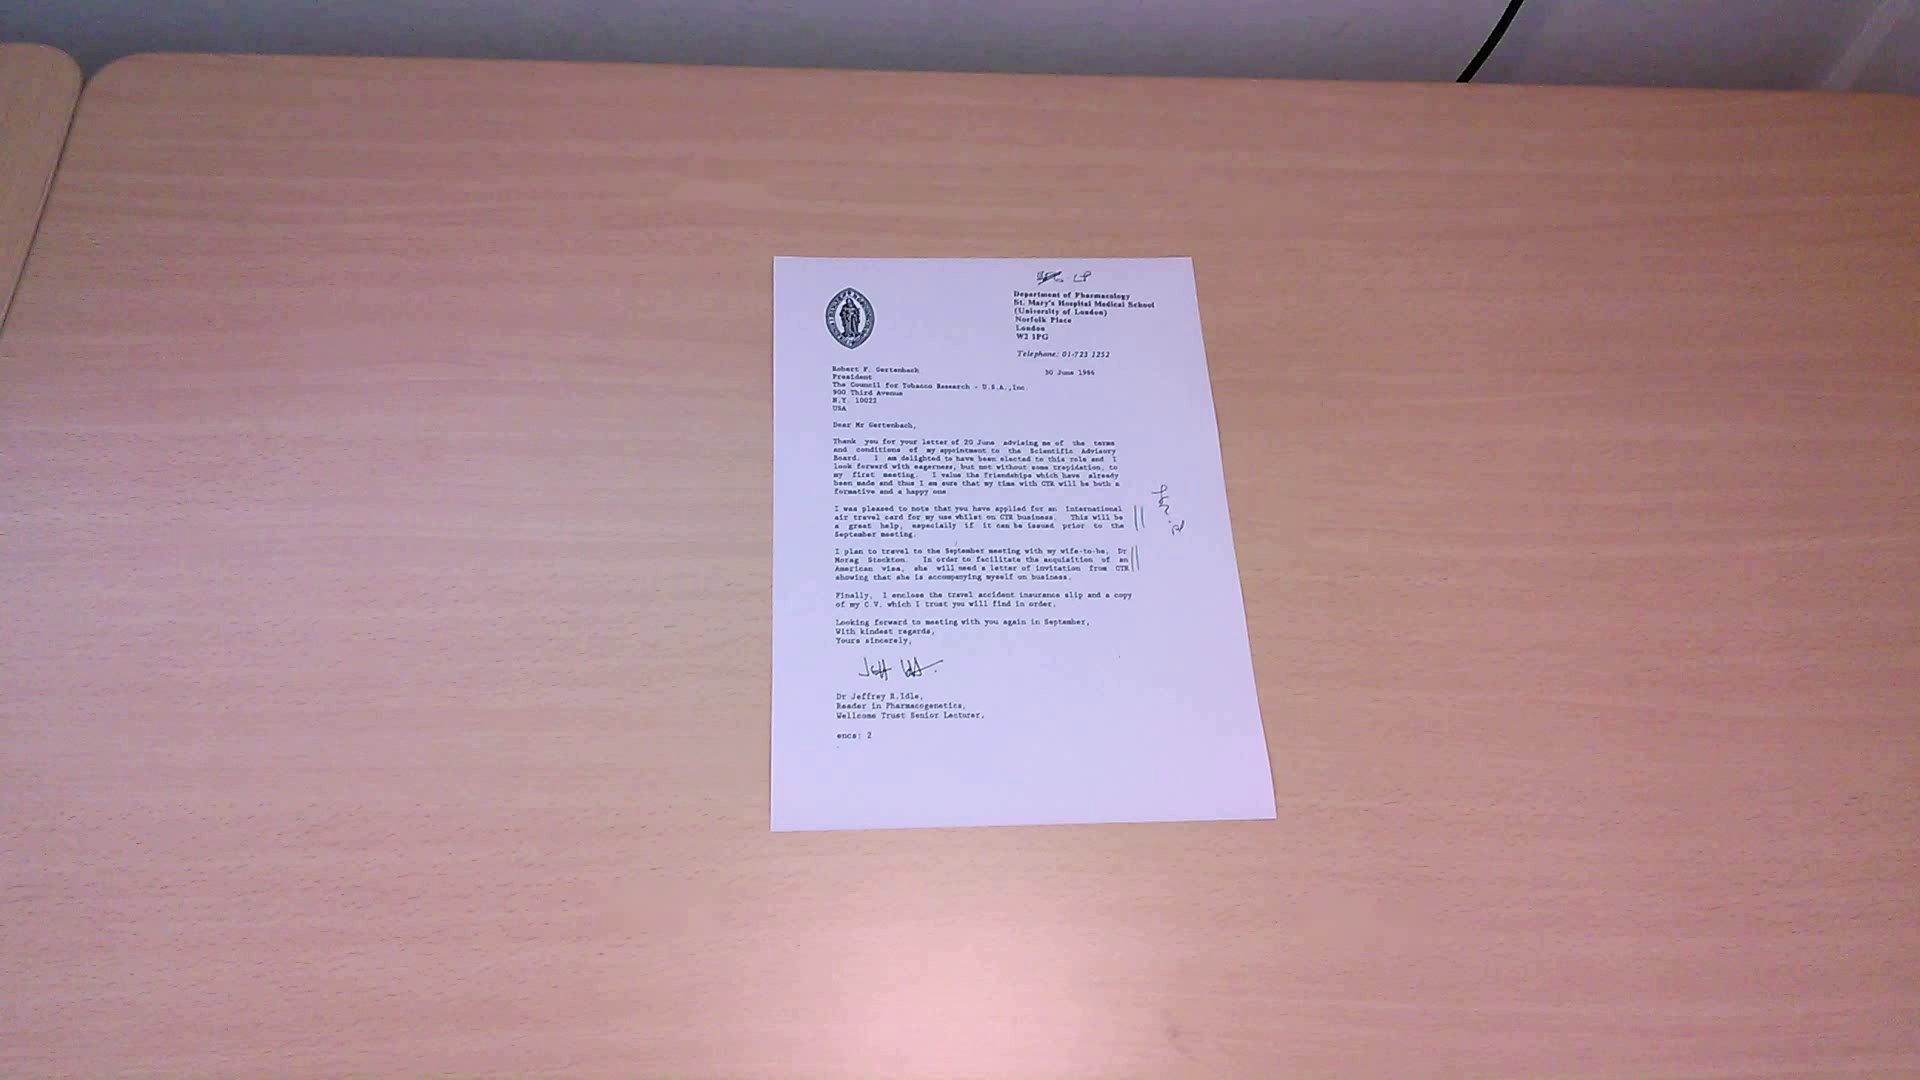 LP
Department of Pharmacology
St. Mary's Hospital Medical School
(University of London)
Norfolk Place
London
W2 1PG
Telephone: 01-723 1252
Robert F. Gertenbach
30 June 1986
President
The Council for Tobacco Research - U.S.A.,Inc.
900 Third Avenue
N.Y. 10022
USA
Dear Mr Gertenbach,
Thank you for your letter of 20 June advising me of the terms
and conditions of my appointment to the Scientific Advisory
Board. I am delighted to have been elected to this role and I
look forward with eagerness, but not without some trepidation, to
my first meeting. I value the friendships which have already
been made and thus I am sure that my time with CTR will be both a
formative and a happy one.
I was pleased to note that you have applied for an international
air travel card for my use whilst on CTR business. This will be
a great help, especially if it can be issued prior to the
September meeting.
I plan to travel to the September meeting with my wife-to-be, Dr
Morag Stockton. In order to facilitate the acquisition of an
American visa, she will need a letter of invitation from CTR
showing that she is accompanying myself on business.
Finally, I enclose the travel accident insurance slip and a copy
of my C.V. which I trust you will find in order.
Looking forward to meeting with you again in September,
With kindest regards,
Yours sincerely,
Dr Jeffrey R.Idle,
Reader in Pharmacogenetics,
Wellcome Trust Senior Lecturer.
encs: 2